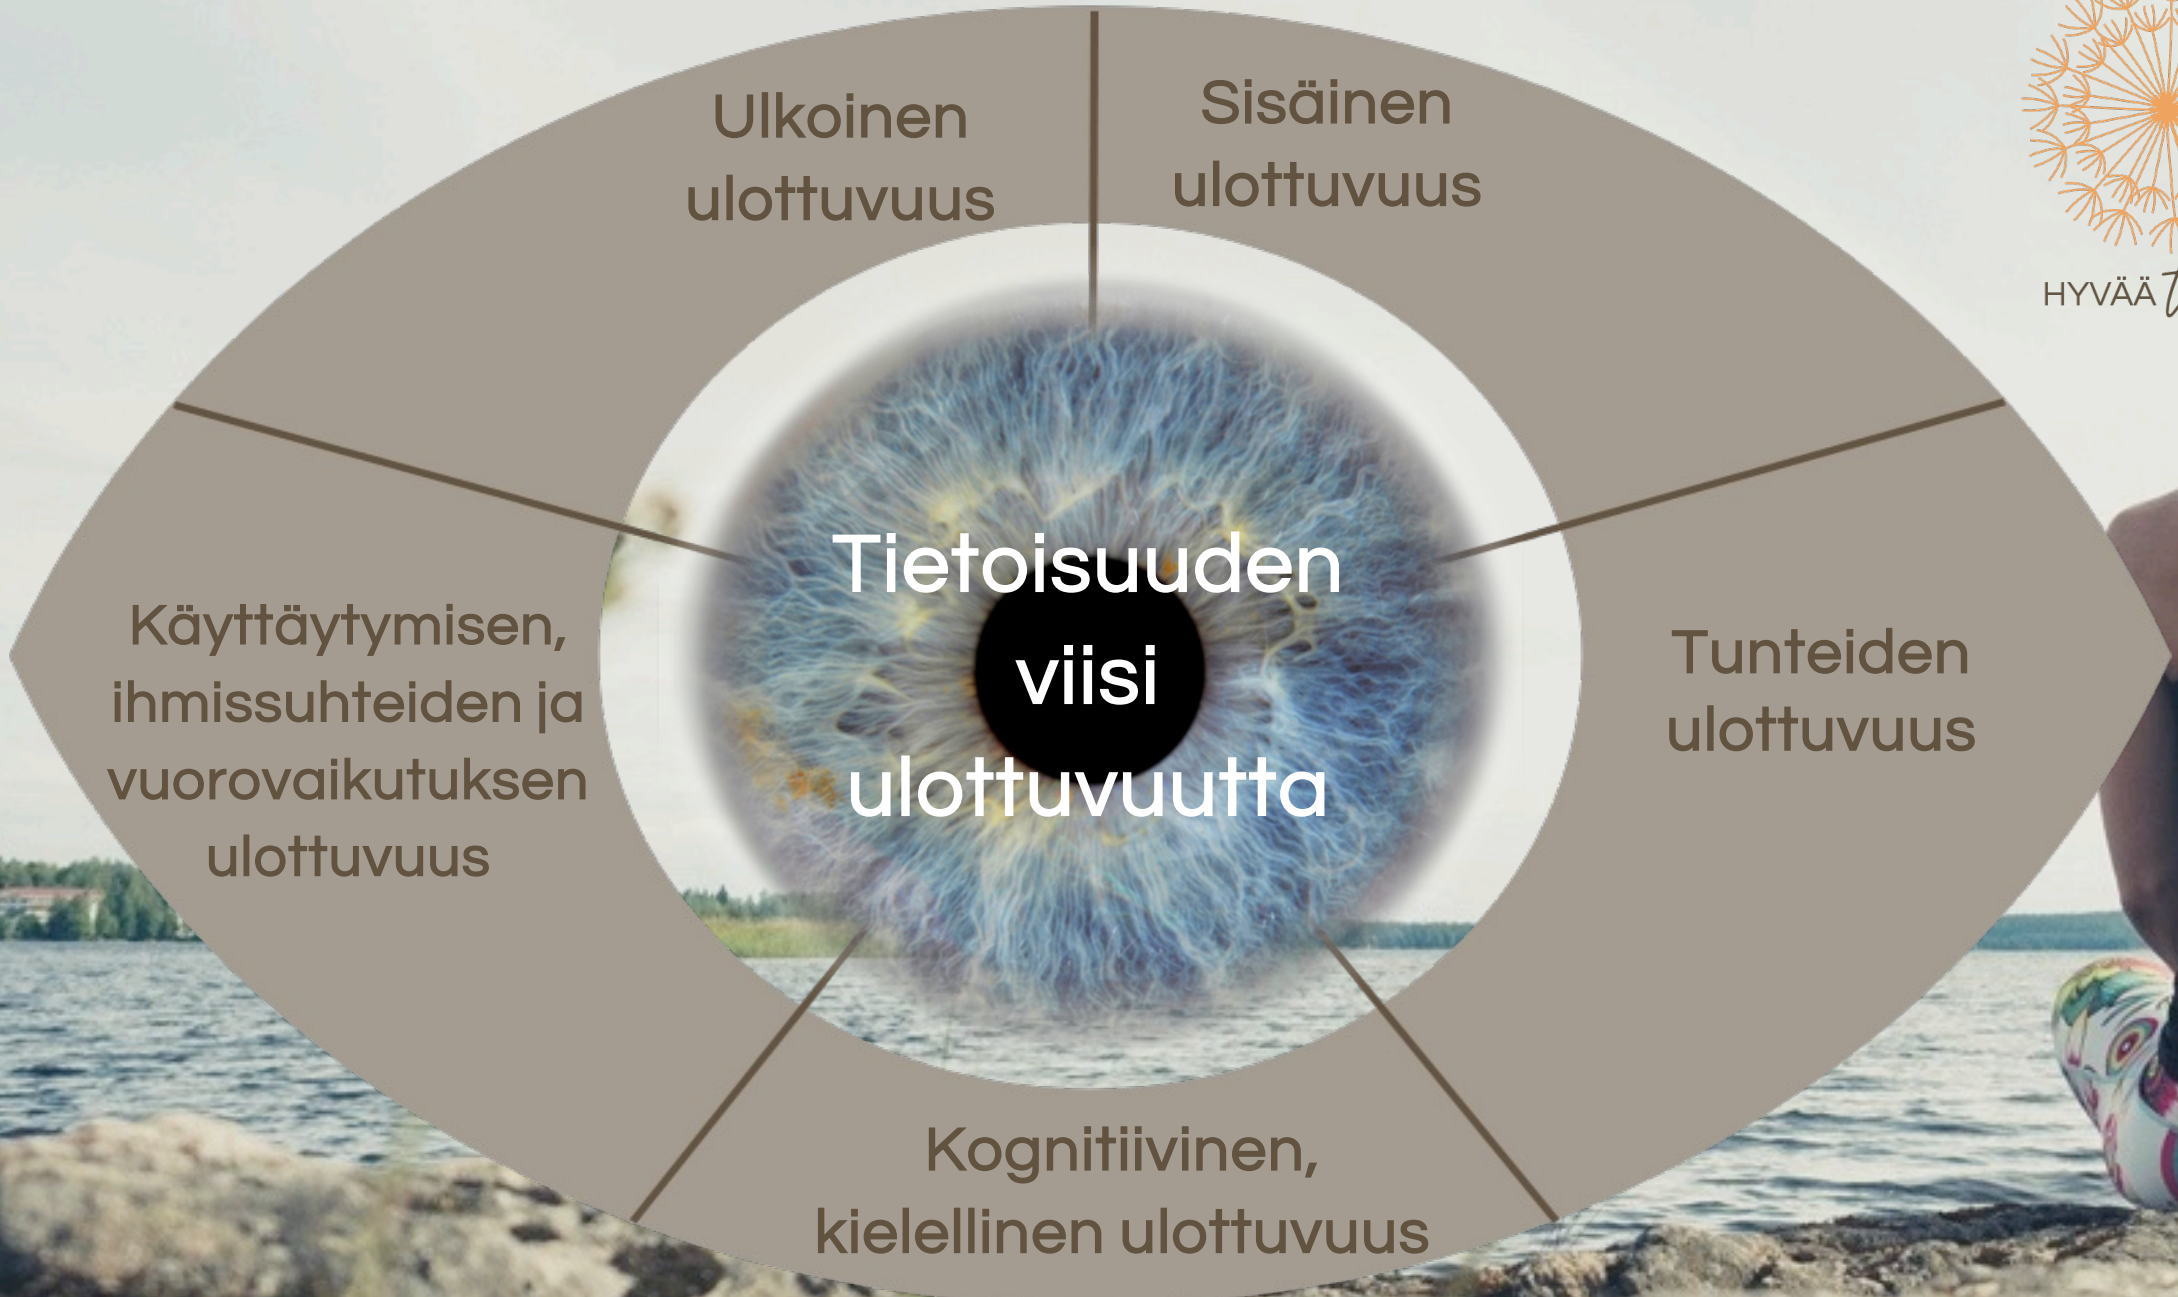 Ulkoinen
ulottuvuus
Sisäinen
ulottuvuus
HYVÄÄ
Tietoisuuden
viisi
ulottuvuutta
Käyttäytymisen,
ihmissuhteiden ja
vuorovaikutuksen
ulottuvuus
Tunteiden
ulottuvuus
Kognitiivinen,
kielellinen ulottuvuus